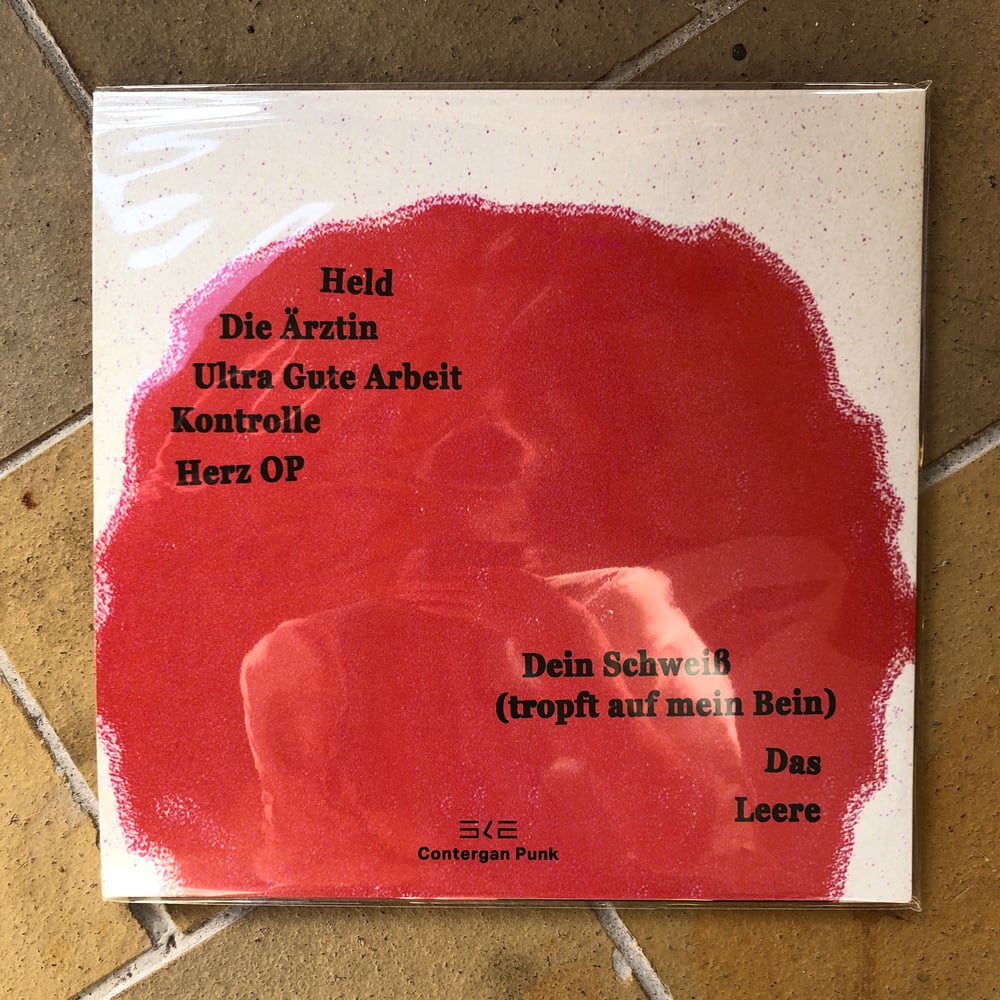 Held
Die Ärztin
Ultra Gute Arbeit
Kontrolle
Herz OP
Dein Schweiß
(tropft auf mein Bein)
Das
Leere
Contergan Punk